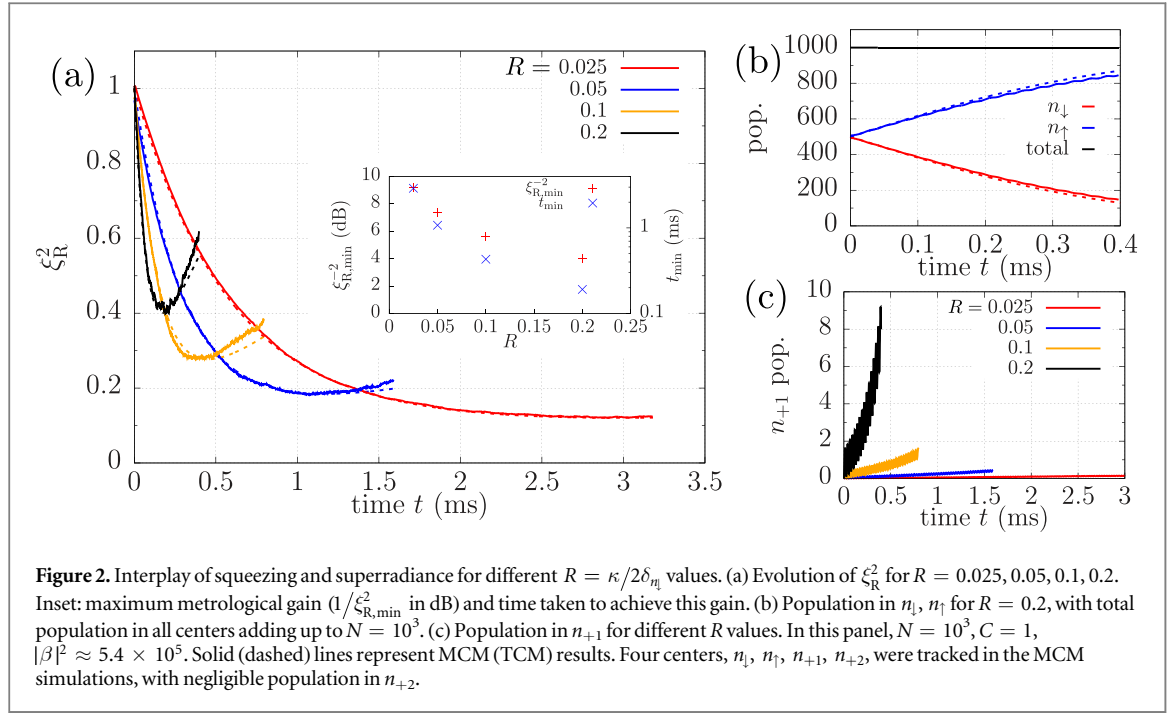 (a)
ξ²_R
1
0.8
0.6
0.4
0.2
0
0 0.5 1 1.5 2 2.5 3 3.5
time t (ms)
R = 0.025
0.05
0.1
0.2
10
8
6
4
2
0
ξ⁻²_R,min (dB)
0 0.05 0.1 0.15 0.2 0.25
R
ξ⁻²_R,min
t_min
1
0.1
t_min (ms)
(b)
pop.
1000
800
600
400
200
0
0 0.1 0.2 0.3 0.4
time t (ms)
n↓
n↑
total
(c)
n₊₁ pop.
10
8
6
4
2
0
0 0.5 1 1.5 2 2.5 3
time t (ms)
R = 0.025
0.05
0.1
0.2
Figure 2. Interplay of squeezing and superradiance for different R = κ/2δ_n↓ values. (a) Evolution of ξ²_R for R = 0.025, 0.05, 0.1, 0.2.
Inset: maximum metrological gain (1/ξ²_R,min in dB) and time taken to achieve this gain. (b) Population in n↓, n↑ for R = 0.2, with total
population in all centers adding up to N = 10³. (c) Population in n₊₁ for different R values. In this panel, N = 10³, C = 1,
|β|² ≈ 5.4 × 10⁵. Solid (dashed) lines represent MCM (TCM) results. Four centers, n↓, n↑, n₊₁, n₊₂, were tracked in the MCM
simulations, with negligible population in n₊₂.